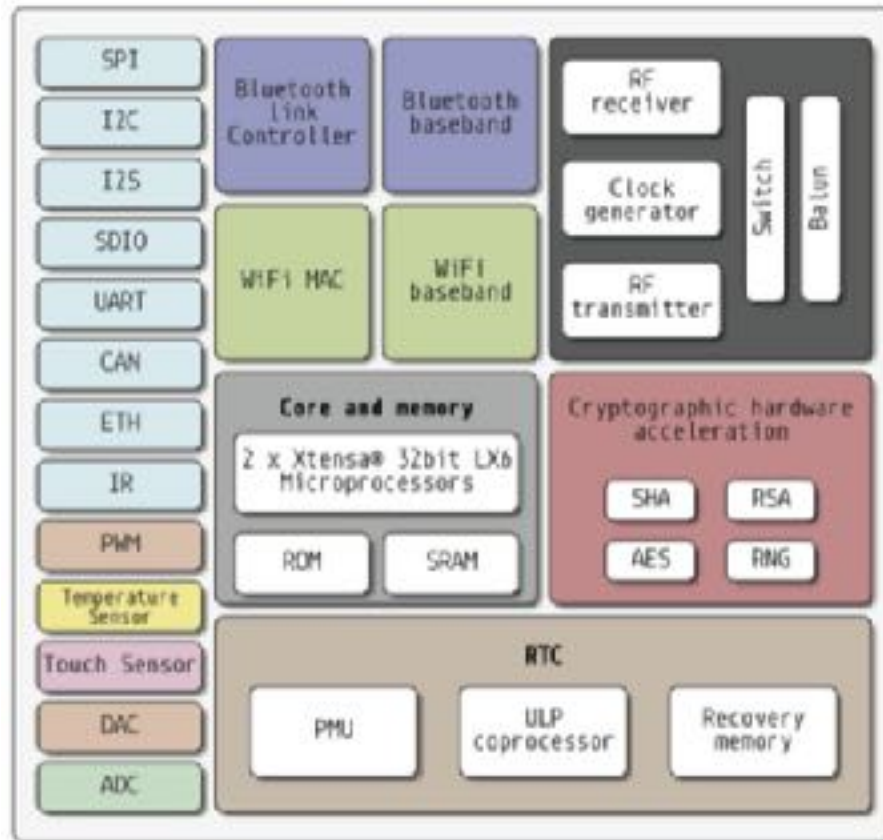 SPI
I2C
I2S
SDIO
UART
CAN
ETH
IR
PWM
Temperature
Sensor
Touch Sensor
DAC
ADC
Bluetooth
link
Controller
Bluetooth
baseband
WiFi MAC
WiFi
baseband
RF
receiver
Clock
generator
RF
transmitter
Switch
Balun
Core and memory
2 x Xtensa® 32bit LX6
Microprocessors
ROM
SRAM
Cryptographic hardware
acceleration
SHA
RSA
AES
RNG
RTC
PMU
ULP
coprocessor
Recovery
memory